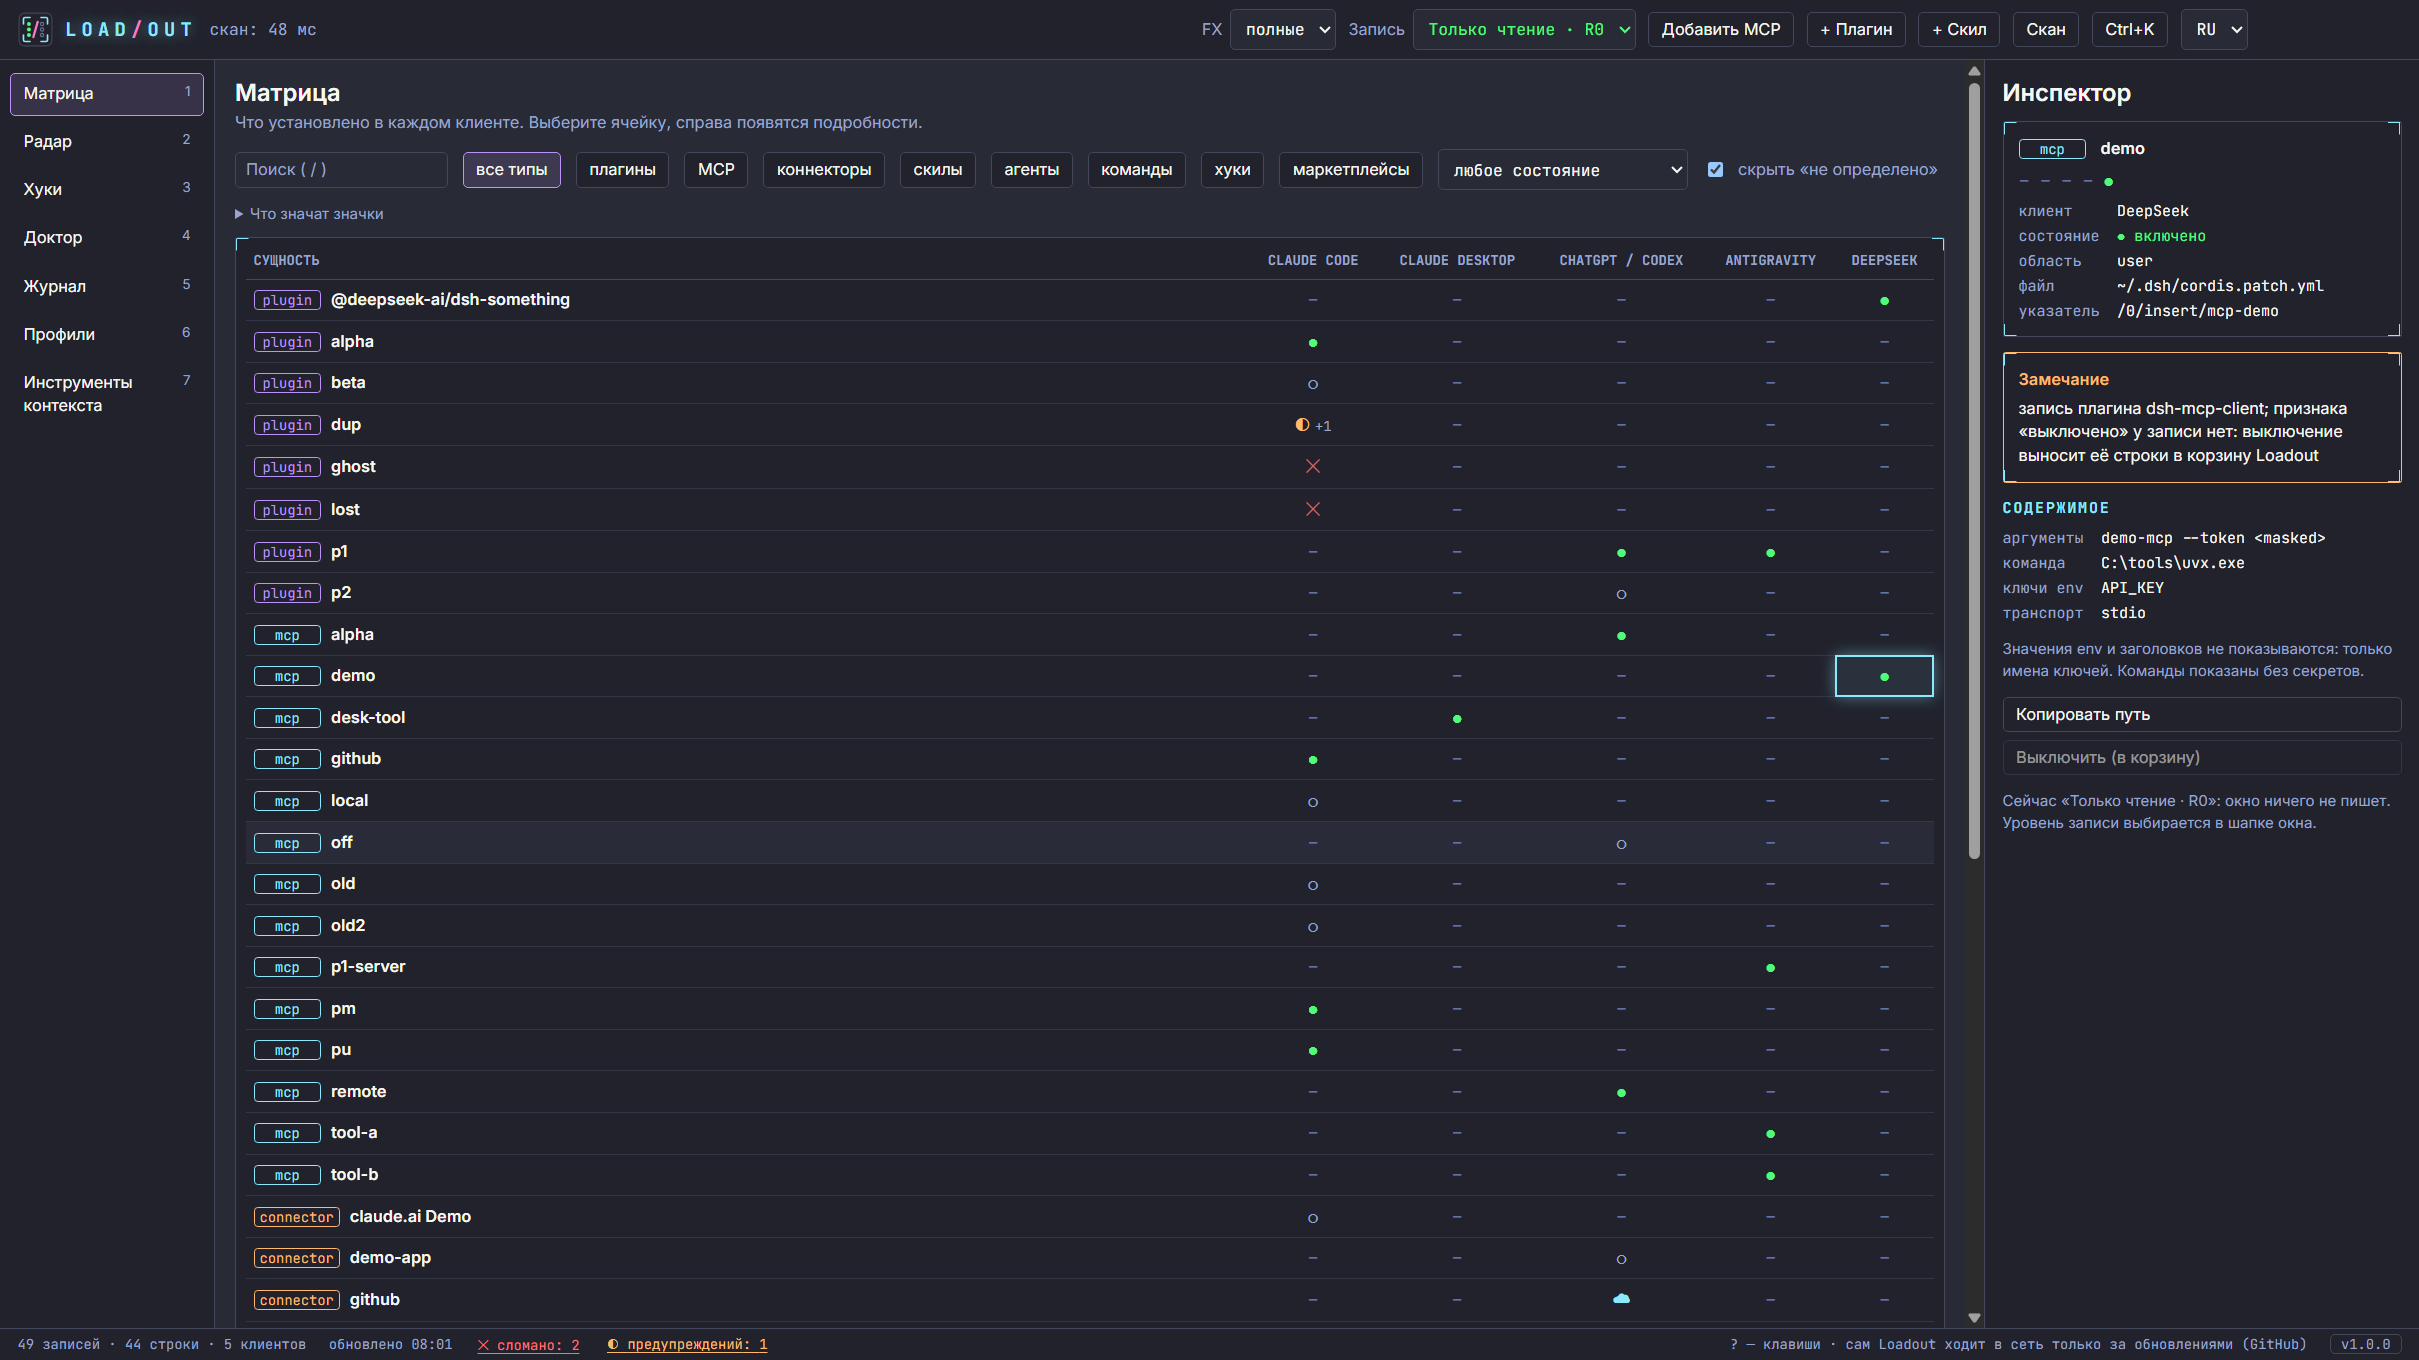 LOAD/OUT скан: 48 мс FX полные Запись Только чтение · R0 Добавить MCP + Плагин + Скил Скан Ctrl+K RU
Матрица 1
Радар 2
Хуки 3
Доктор 4
Журнал 5
Профили 6
Инструменты контекста 7
Матрица
Что установлено в каждом клиенте. Выберите ячейку, справа появятся подробности.
Поиск ( / ) все типы плагины MCP коннекторы скилы агенты команды хуки маркетплейсы любое состояние скрыть «не определено»
Что значат значки
СУЩНОСТЬ CLAUDE CODE CLAUDE DESKTOP CHATGPT / CODEX ANTIGRAVITY DEEPSEEK
plugin @deepseek-ai/dsh-something – – – – ●
plugin alpha ● – – – –
plugin beta ○ – – – –
plugin dup ◐ +1 – – – –
plugin ghost ✕ – – – –
plugin lost ✕ – – – –
plugin p1 – – ● ● –
plugin p2 – – ○ – –
mcp alpha – – ● – –
mcp demo – – – – ●
mcp desk-tool – ● – – –
mcp github ● – – – –
mcp local ○ – – – –
mcp off – – ○ – –
mcp old ○ – – – –
mcp old2 ○ – – – –
mcp p1-server – – – ● –
mcp pm ● – – – –
mcp pu ● – – – –
mcp remote – – ● – –
mcp tool-a – – – ● –
mcp tool-b – – – ● –
connector claude.ai Demo ○ – – – –
connector demo-app – – ○ – –
connector github – – ☁ – –
Инспектор
mcp demo
– – – – ●
клиент DeepSeek
состояние ● включено
область user
файл ~/.dsh/cordis.patch.yml
указатель /0/insert/mcp-demo
Замечание
запись плагина dsh-mcp-client; признака
«выключено» у записи нет: выключение
выносит её строки в корзину Loadout
СОДЕРЖИМОЕ
аргументы demo-mcp --token <masked>
команда C:\tools\uvx.exe
ключи env API_KEY
транспорт stdio
Значения env и заголовков не показываются: только
имена ключей. Команды показаны без секретов.
Копировать путь
Выключить (в корзину)
Сейчас «Только чтение · R0»: окно ничего не пишет.
Уровень записи выбирается в шапке окна.
49 записей · 44 строки · 5 клиентов обновлено 08:01 ✕ сломано: 2 ◐ предупреждений: 1 ? — клавиши · сам Loadout ходит в сеть только за обновлениями (GitHub) v1.0.0